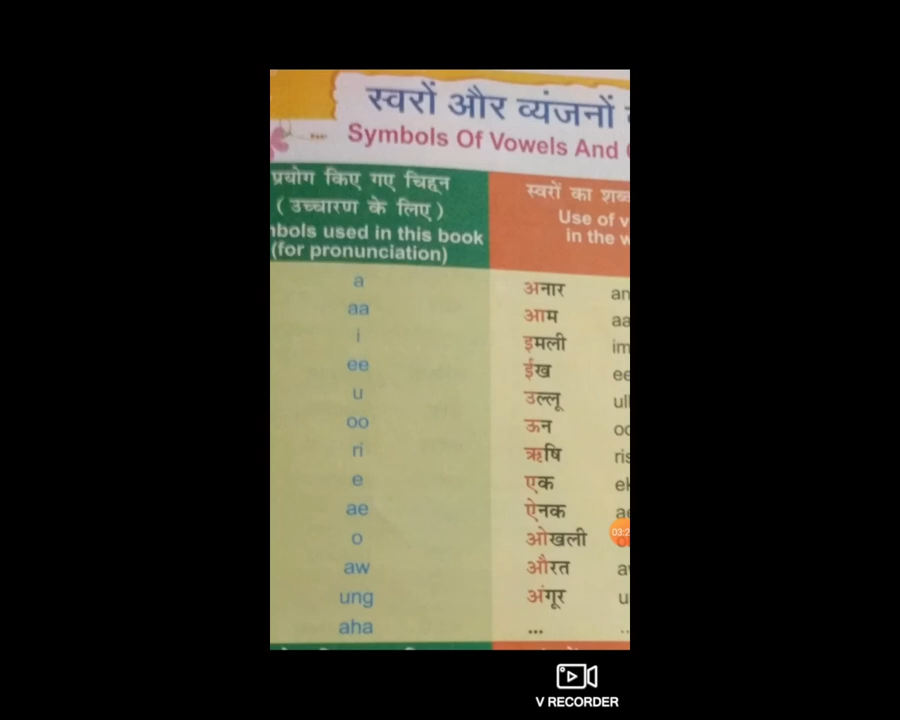 स्वरों और व्यंजनों
Symbols Of Vowels And
प्रयोग किए गए चिह्न
( उच्चारण के लिए )
used in this book
(for pronunciation)
स्वरों का
Use of
in the
a अनार
aa आम
i इमली
ee ईख
u उल्लू
oo ऊन
ri ऋषि
e एक
ae ऐनक
o ओखली
aw औरत
ung अंगूर
aha ...
V RECORDER